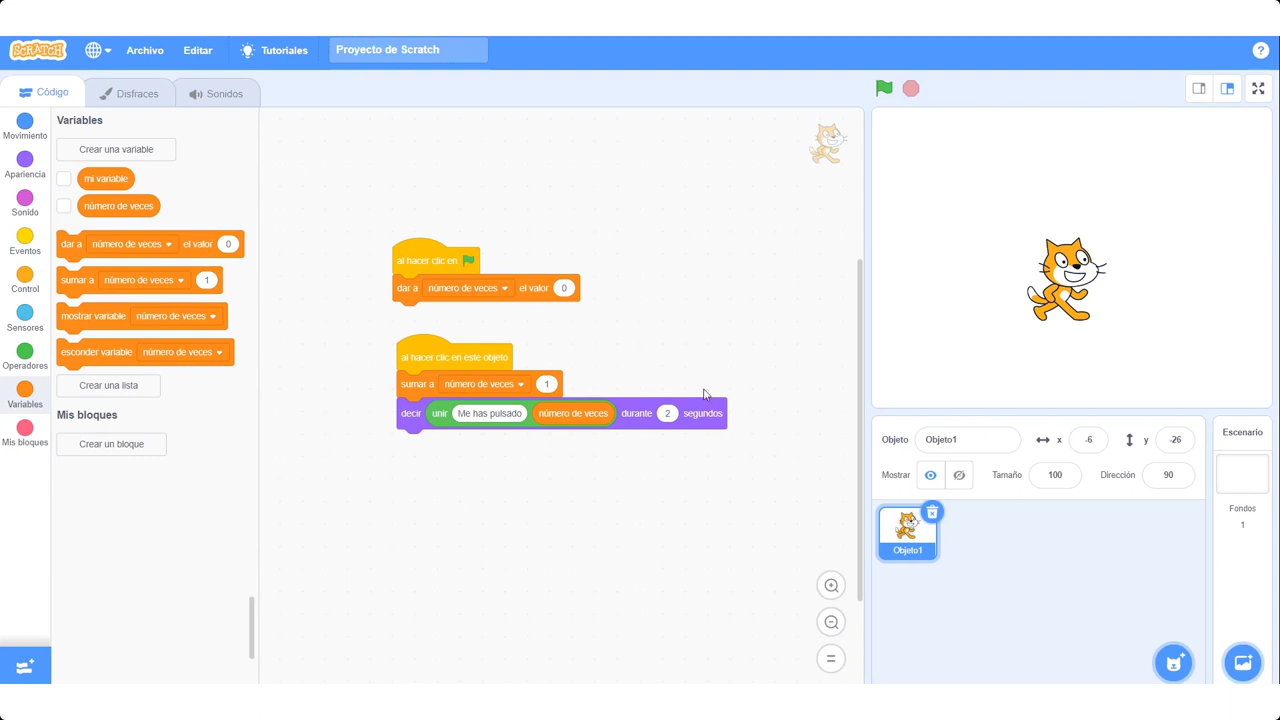 SCRATCH Archivo Editar Tutoriales Proyecto de Scratch ?
Código Disfraces Sonidos
Movimiento
Apariencia
Sonido
Eventos
Control
Sensores
Operadores
Variables
Mis bloques
Variables
Crear una variable
mi variable
número de veces
dar a número de veces el valor 0
sumar a número de veces 1
mostrar variable número de veces
esconder variable número de veces
Crear una lista
Mis bloques
Crear un bloque
al hacer clic en
dar a número de veces el valor 0
al hacer clic en este objeto
sumar a número de veces 1
decir unir Me has pulsado número de veces durante 2 segundos
Objeto Objeto1 x -6 y -26
Mostrar Tamaño 100 Dirección 90
Objeto1
Escenario
Fondos
1